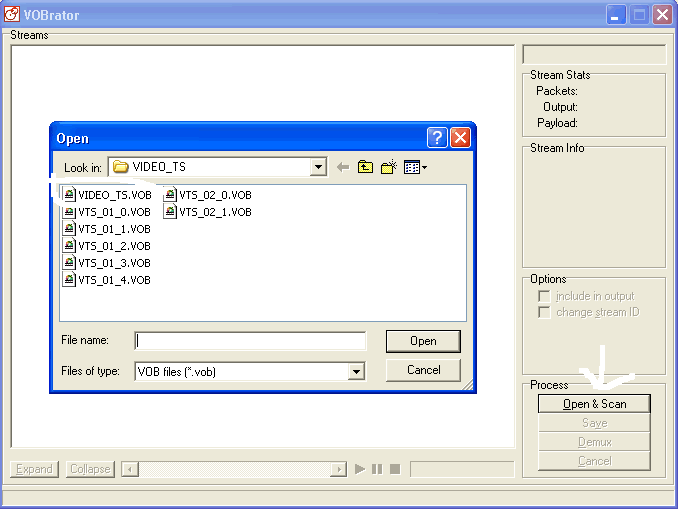 VOBrator
Streams
Stream Stats
Packets:
Output:
Payload:
Stream Info
Open
Look in: VIDEO_TS
VIDEO_TS.VOB VTS_02_0.VOB
VTS_01_0.VOB VTS_02_1.VOB
VTS_01_1.VOB
VTS_01_2.VOB
VTS_01_3.VOB
VTS_01_4.VOB
File name: Open
Files of type: VOB files (*.vob) Cancel
Options
include in output
change stream ID
Process
Open & Scan
Save
Demux
Cancel
Expand Collapse